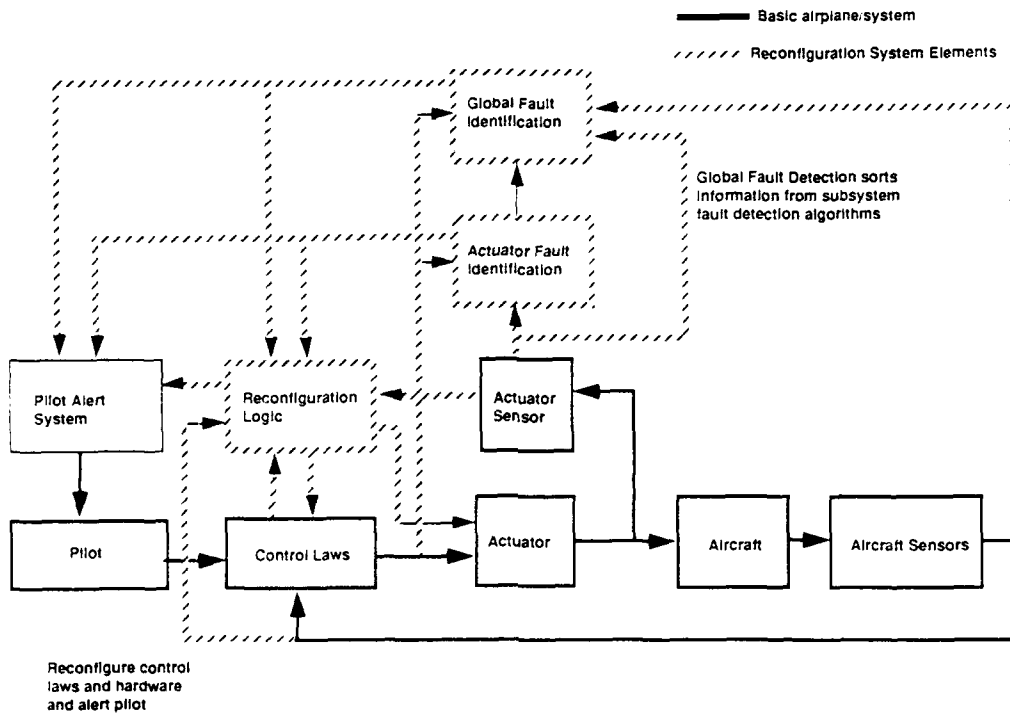 Basic airplane/system
Reconfiguration System Elements
Global Fault
Identification
Global Fault Detection sorts
information from subsystem
fault detection algorithms
Actuator Fault
Identification
Pilot Alert
System
Reconfiguration
Logic
Actuator
Sensor
Pilot
Control Laws
Actuator
Aircraft
Aircraft Sensors
Reconfigure control
laws and hardware
and alert pilot